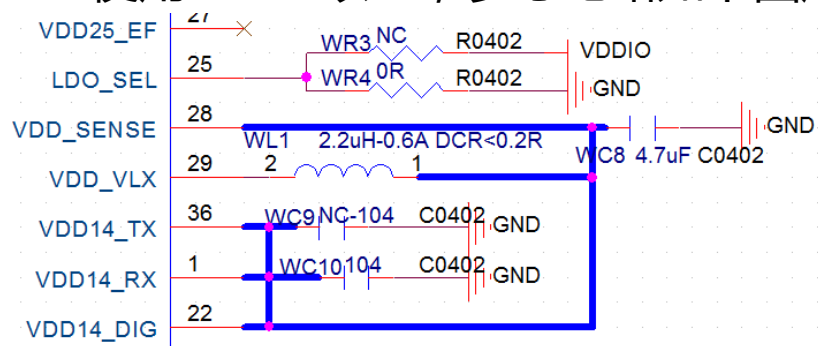 VDD25_EF 27
WR3 NC R0402 VDDIO
LDO_SEL 25
WR4 0R R0402 GND
VDD_SENSE 28
WL1 2.2uH-0.6A DCR<0.2R
WC8 4.7uF C0402 GND
VDD_VLX 29 2 1
VDD14_TX 36
WC9 NC-104 C0402 GND
VDD14_RX 1
WC10 104 C0402 GND
VDD14_DIG 22